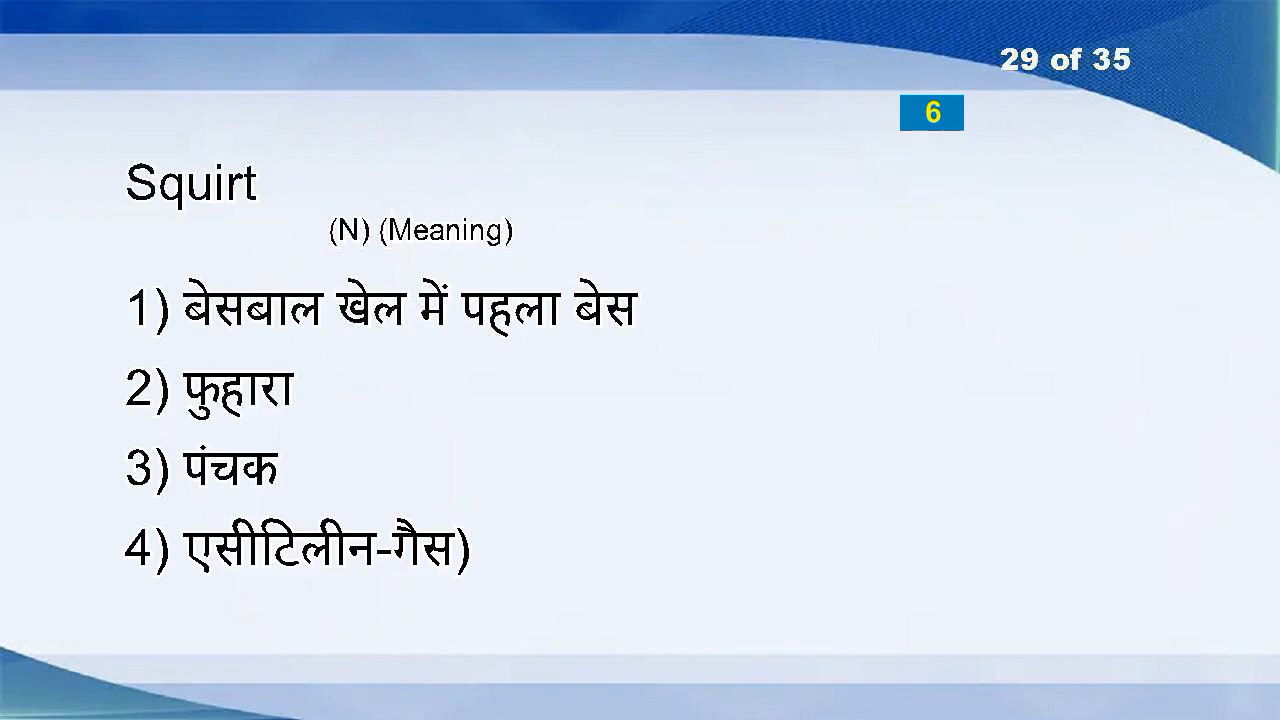 29 of 35
6
Squirt
(N) (Meaning)
1) बेसबाल खेल में पहला बेस
2) फुहारा
3) पंचक
4) एसीटिलीन-गैस)